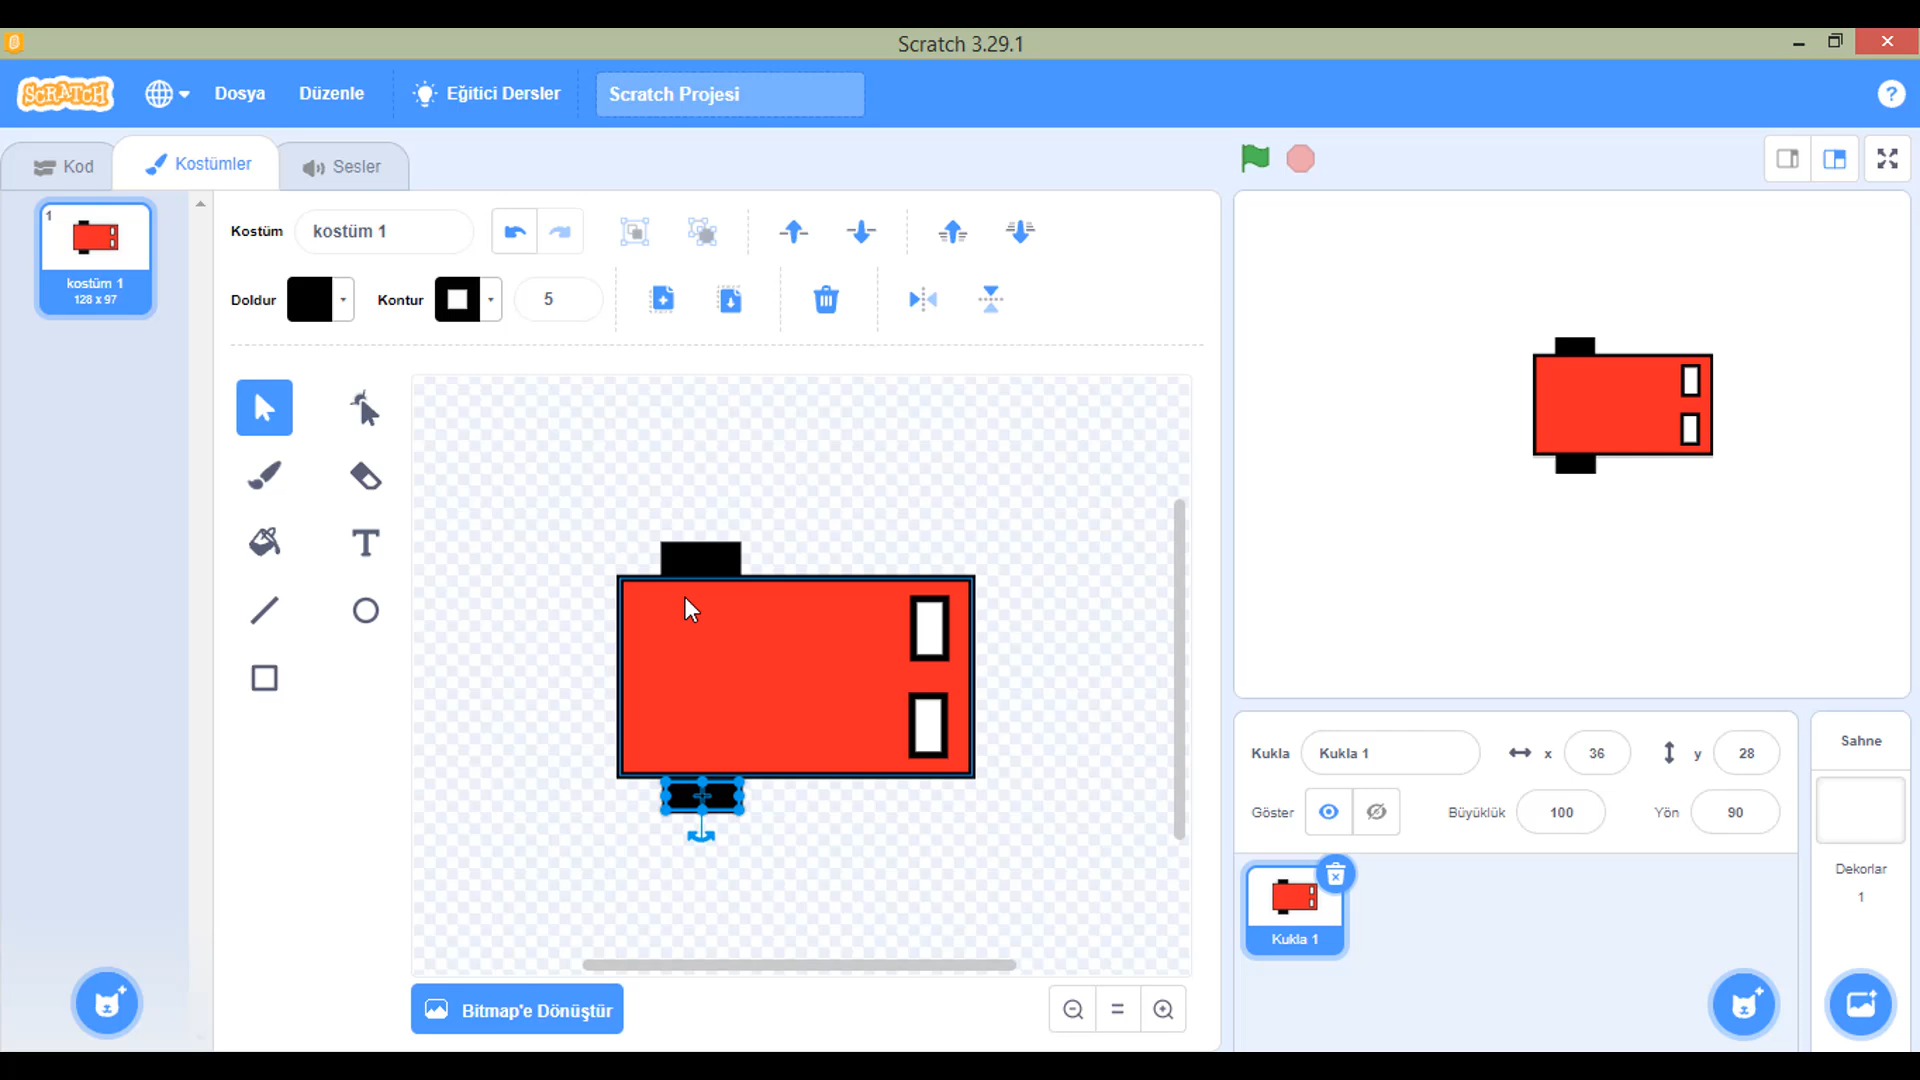 Scratch 3.29.1
SCRATCH
Dosya
Düzenle
Eğitici Dersler
Scratch Projesi
?
Kod
Kostümler
Sesler
1
kostüm 1
128 x 97
Kostüm
kostüm 1
Doldur
Kontur
5
T
Bitmap'e Dönüştür
Kukla
Kukla 1
x
36
y
28
Göster
Büyüklük
100
Yön
90
Kukla 1
Sahne
Dekorlar
1